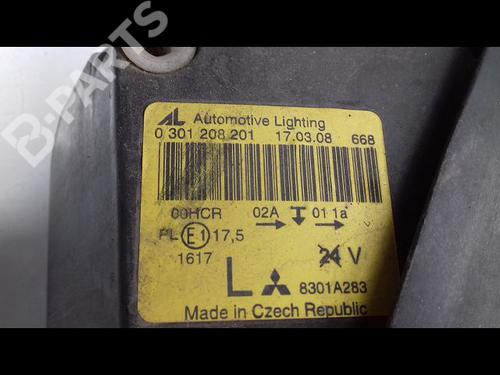 B-PARTS
AL Automotive Lighting
0 301 208 201 17.03.08 668
00HCR 02A 01 1a
PL E1 17,5
1617 24 V
L 8301A283
Made in Czech Republic